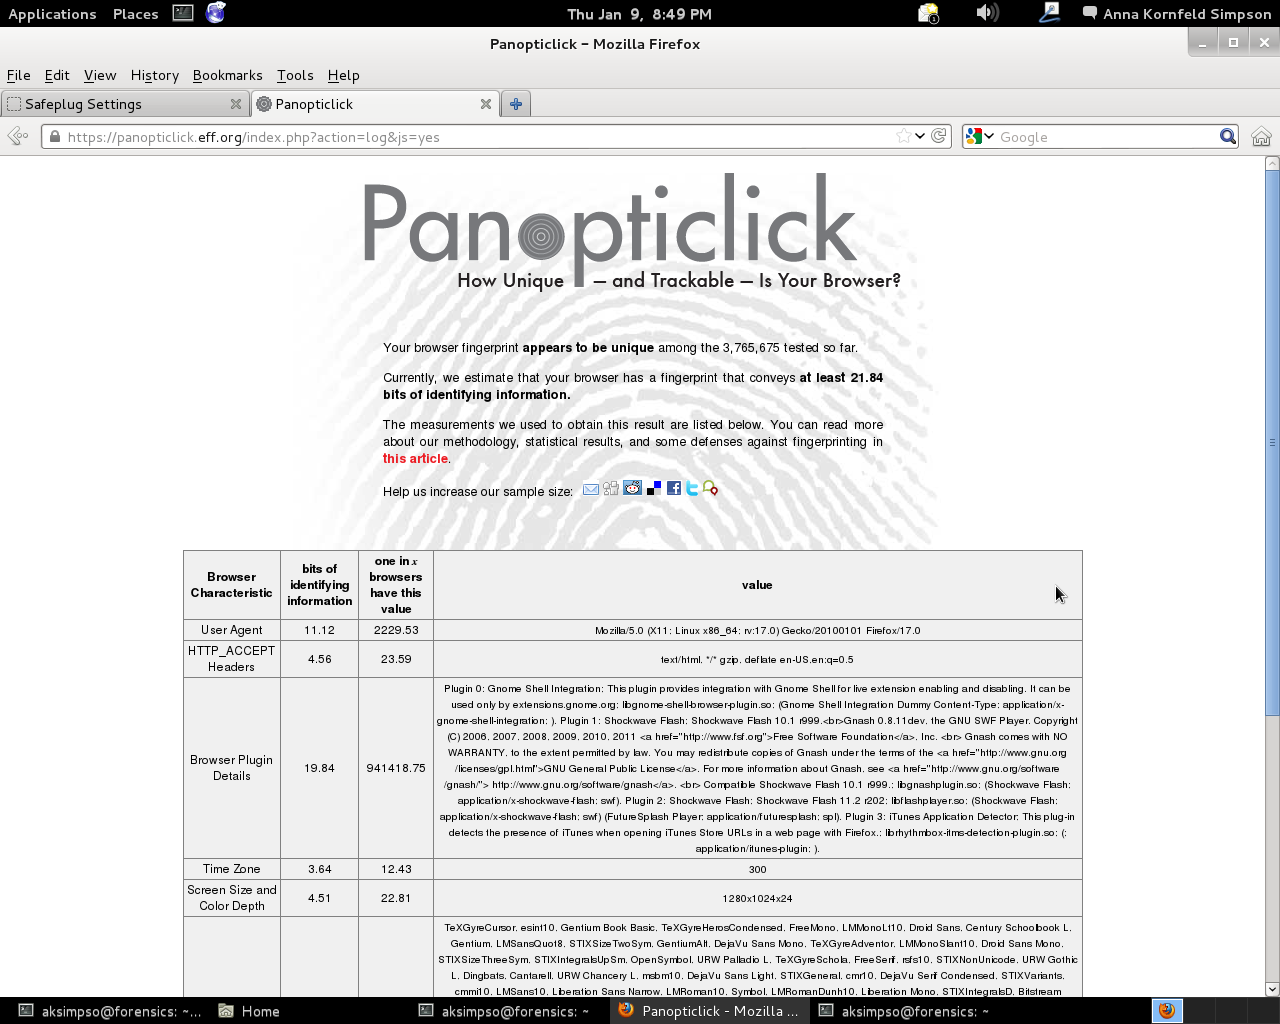 Applications Places Thu Jan 9, 8:49 PM Anna Kornfeld Simpson
Panopticlick - Mozilla Firefox
File Edit View History Bookmarks Tools Help
Safeplug Settings Panopticlick
https://panopticlick.eff.org/index.php?action=log&js=yes Google
Panopticlick
How Unique — and Trackable — Is Your Browser?
Your browser fingerprint appears to be unique among the 3,765,675 tested so far.
Currently, we estimate that your browser has a fingerprint that conveys at least 21.84
bits of identifying information.
The measurements we used to obtain this result are listed below. You can read more
about our methodology, statistical results, and some defenses against fingerprinting in
this article.
Help us increase our sample size:
Browser
Characteristic
bits of
identifying
information
one in x
browsers
have this
value
value
User Agent 11.12 2229.53 Mozilla/5.0 (X11; Linux x86_64; rv:17.0) Gecko/20100101 Firefox/17.0
HTTP_ACCEPT
Headers
4.56 23.59 text/html, */* gzip, deflate en-US,en;q=0.5
Browser Plugin
Details
19.84 941418.75
Plugin 0: Gnome Shell Integration; This plugin provides integration with Gnome Shell for live extension enabling and disabling. It can be
used only by extensions.gnome.org; libgnome-shell-browser-plugin.so; (Gnome Shell Integration Dummy Content-Type; application/x-
gnome-shell-integration; ). Plugin 1: Shockwave Flash; Shockwave Flash 10.1 r999.<br>Gnash 0.8.11dev, the GNU SWF Player. Copyright
(C) 2006, 2007, 2008, 2009, 2010, 2011 <a href="http://www.fsf.org">Free Software Foundation</a>, Inc. <br> Gnash comes with NO
WARRANTY, to the extent permitted by law. You may redistribute copies of Gnash under the terms of the <a href="http://www.gnu.org
/licenses/gpl.html">GNU General Public License</a>. For more information about Gnash, see <a href="http://www.gnu.org/software
/gnash/"> http://www.gnu.org/software/gnash</a>. <br> Compatible Shockwave Flash 10.1 r999.; libgnashplugin.so; (Shockwave Flash;
application/x-shockwave-flash; swf). Plugin 2: Shockwave Flash; Shockwave Flash 11.2 r202; libflashplayer.so; (Shockwave Flash;
application/x-shockwave-flash; swf) (FutureSplash Player; application/futuresplash; spl). Plugin 3: iTunes Application Detector; This plug-in
detects the presence of iTunes when opening iTunes Store URLs in a web page with Firefox.; librhythmbox-itms-detection-plugin.so; (;
application/itunes-plugin; ).
Time Zone 3.64 12.43 300
Screen Size and
Color Depth
4.51 22.81 1280x1024x24
TeXGyreCursor, esint10, Gentium Book Basic, TeXGyreHerosCondensed, FreeMono, LMMonoLt10, Droid Sans, Century Schoolbook L,
Gentium, LMSansQuot8, STIXSizeTwoSym, GentiumAlt, DejaVu Sans Mono, TeXGyreAdventor, LMMonoSlant10, Droid Sans Mono,
STIXSizeThreeSym, STIXIntegralsUpSm, OpenSymbol, URW Palladio L, TeXGyreSchola, FreeSerif, rsfs10, STIXNonUnicode, URW Gothic
L, Dingbats, Cantarell, URW Chancery L, msbm10, DejaVu Sans Light, STIXGeneral, cmr10, DejaVu Serif Condensed, STIXVariants,
cmmi10, LMSans10, Liberation Sans Narrow, LMRoman10, Symbol, LMRomanDunh10, Liberation Mono, STIXIntegralsD, Bitstream
aksimpso@forensics: ~... Home aksimpso@forensics: ~ Panopticlick - Mozilla ... aksimpso@forensics: ~